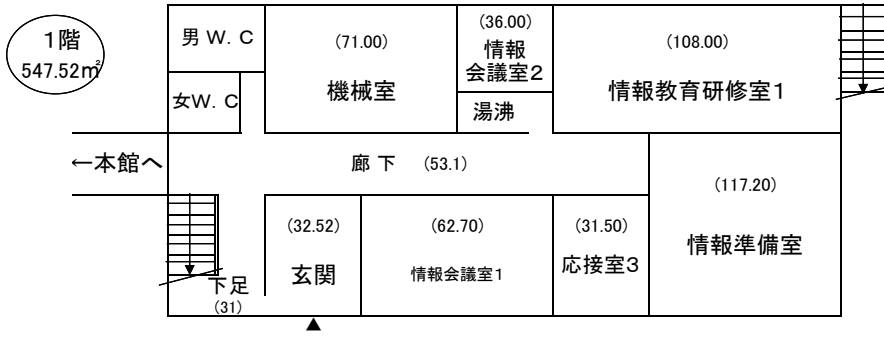 1階
547.52㎡
男 W. C
女W. C
(71.00)
機械室
(36.00)
情報
会議室2
湯沸
(108.00)
情報教育研修室1
←本館へ
廊 下 (53.1)
(117.20)
情報準備室
下足
(31)
(32.52)
玄関
(62.70)
情報会議室1
(31.50)
応接室3
▲